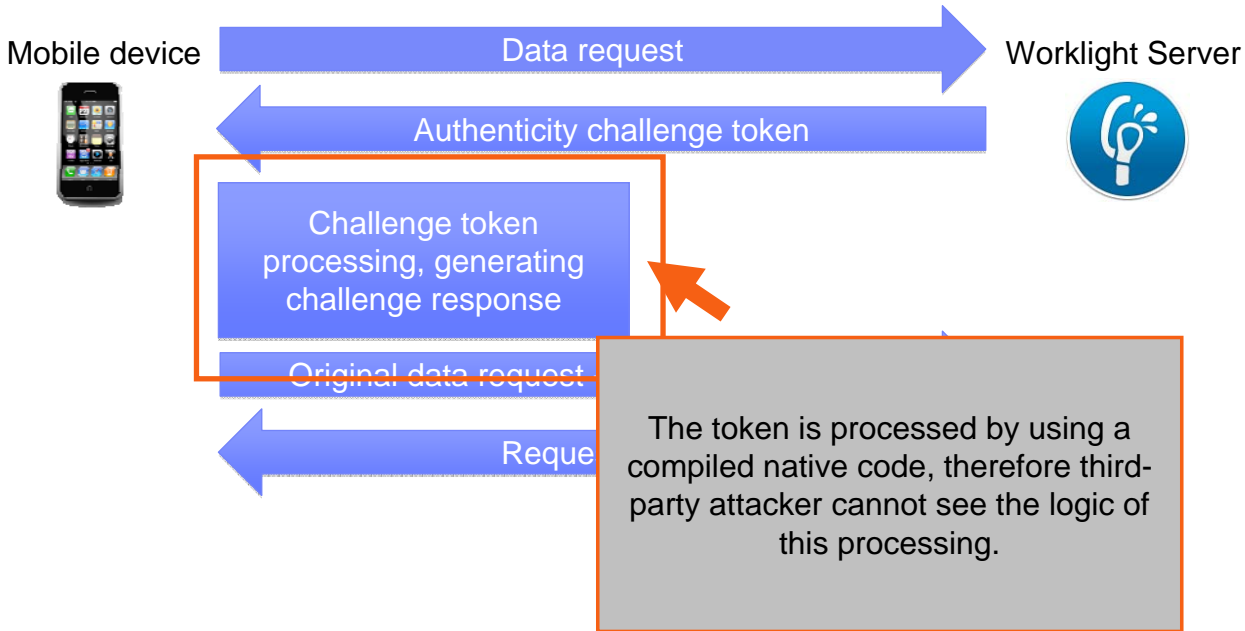 Data request
Mobile device
Worklight Server
Authenticity challenge token
Challenge token
processing, generating
challenge response
Original data request
The token is processed by using a
compiled native code, therefore third-
party attacker cannot see the logic of
this processing.